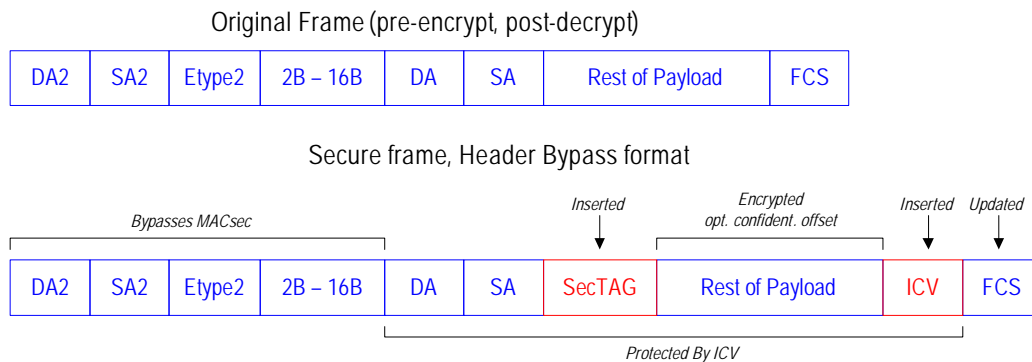 Original Frame (pre-encrypt, post-decrypt)
DA2 SA2 Etype2 2B – 16B DA SA Rest of Payload FCS
Secure frame, Header Bypass format
Bypasses MACsec Inserted Encrypted Inserted Updated
opt. confident. offset
DA2 SA2 Etype2 2B – 16B DA SA SecTAG Rest of Payload ICV FCS
Protected By ICV